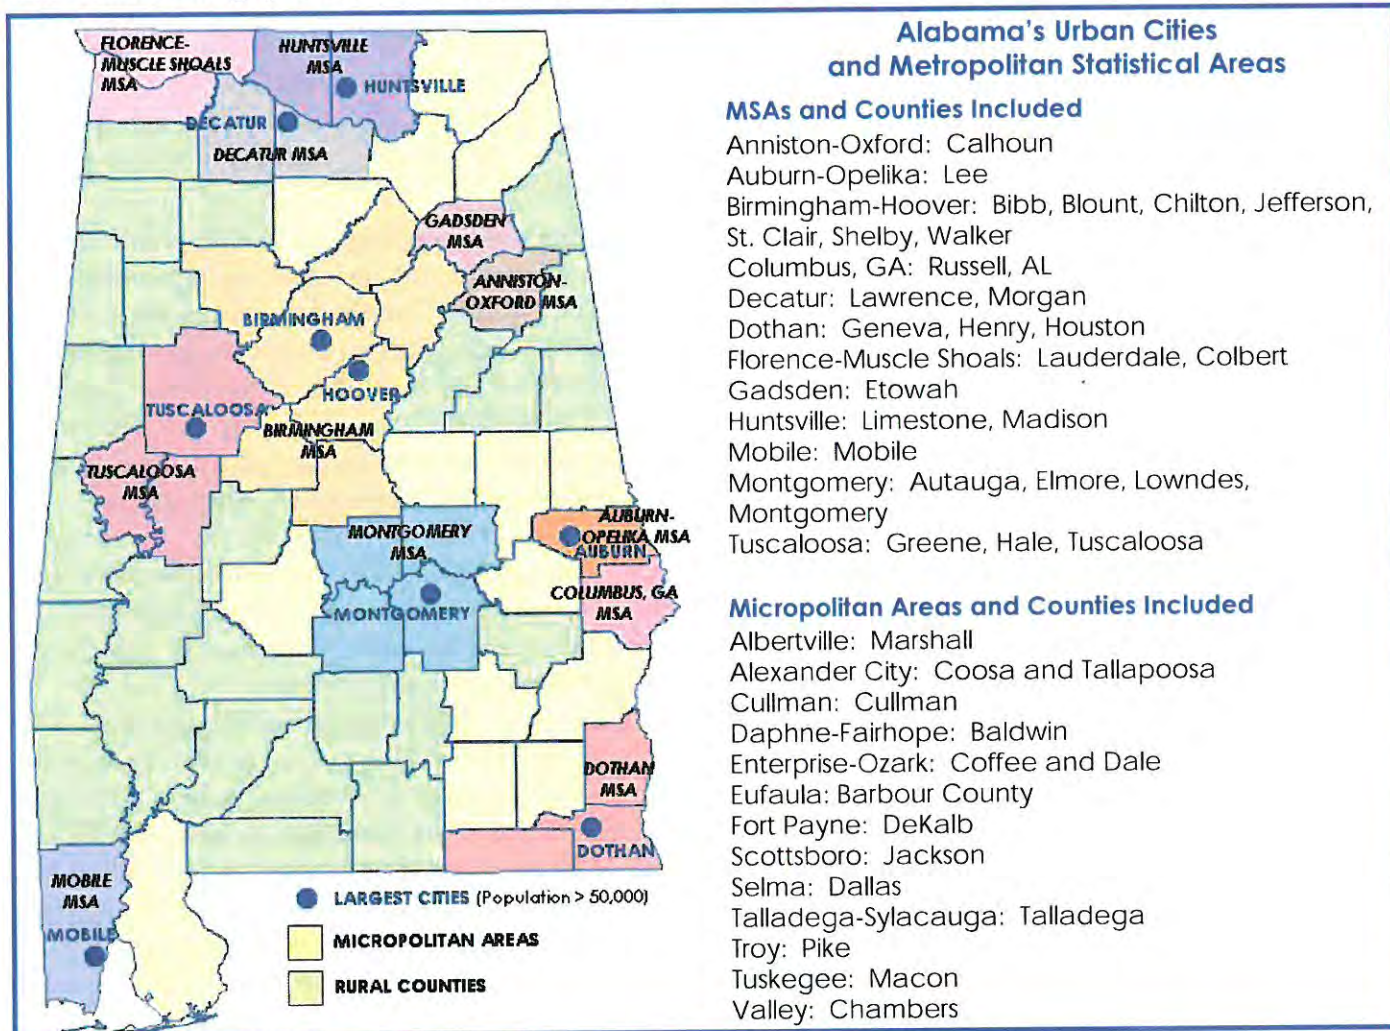 FLORENCE-
MUSCLE SHOALS
MSA
HUNTSVILLE
MSA
HUNTSVILLE
DECATUR
DECATUR MSA
GADSDEN
MSA
ANNISTON-
OXFORD MSA
BIRMINGHAM
HOOVER
TUSCALOOSA
BIRMINGHAM
MSA
TUSCALOOSA
MSA
MONTGOMERY
MSA
AUBURN-
OPELIKA MSA
AUBURN
COLUMBUS, GA
MSA
MONTGOMERY
DOTHAN
MSA
DOTHAN
MOBILE
MSA
MOBILE
LARGEST CITIES (Population > 50,000)
MICROPOLITAN AREAS
RURAL COUNTIES
Alabama's Urban Cities
and Metropolitan Statistical Areas
MSAs and Counties Included
Anniston-Oxford: Calhoun
Auburn-Opelika: Lee
Birmingham-Hoover: Bibb, Blount, Chilton, Jefferson,
St. Clair, Shelby, Walker
Columbus, GA: Russell, AL
Decatur: Lawrence, Morgan
Dothan: Geneva, Henry, Houston
Florence-Muscle Shoals: Lauderdale, Colbert
Gadsden: Etowah
Huntsville: Limestone, Madison
Mobile: Mobile
Montgomery: Autauga, Elmore, Lowndes,
Montgomery
Tuscaloosa: Greene, Hale, Tuscaloosa
Micropolitan Areas and Counties Included
Albertville: Marshall
Alexander City: Coosa and Tallapoosa
Cullman: Cullman
Daphne-Fairhope: Baldwin
Enterprise-Ozark: Coffee and Dale
Eufaula: Barbour County
Fort Payne: DeKalb
Scottsboro: Jackson
Selma: Dallas
Talladega-Sylacauga: Talladega
Troy: Pike
Tuskegee: Macon
Valley: Chambers